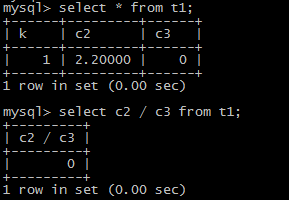 mysql> select * from t1;
+------+---------+------+
| k    | c2      | c3   |
+------+---------+------+
|    1 | 2.20000 |    0 |
+------+---------+------+
1 row in set (0.00 sec)
mysql> select c2 / c3 from t1;
+---------+
| c2 / c3 |
+---------+
|       0 |
+---------+
1 row in set (0.00 sec)